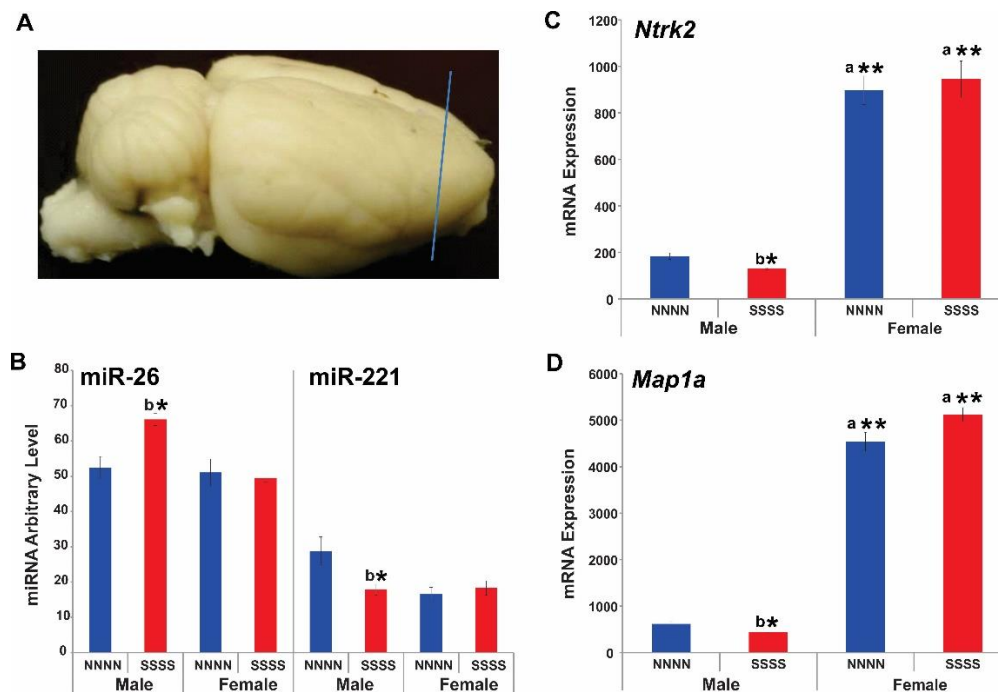 A
B
miR-26
miR-221
miRNA Arbitrary Level
80
70
60
50
40
30
20
10
0
b*
b*
NNNN SSSS NNNN SSSS NNNN SSSS NNNN SSSS
Male Female Male Female
C
Ntrk2
mRNA Expression
1200
1000
800
600
400
200
0
b*
a **
a **
NNNN SSSS NNNN SSSS
Male Female
D
Map1a
mRNA Expression
6000
5000
4000
3000
2000
1000
0
b*
a **
a **
NNNN SSSS NNNN SSSS
Male Female